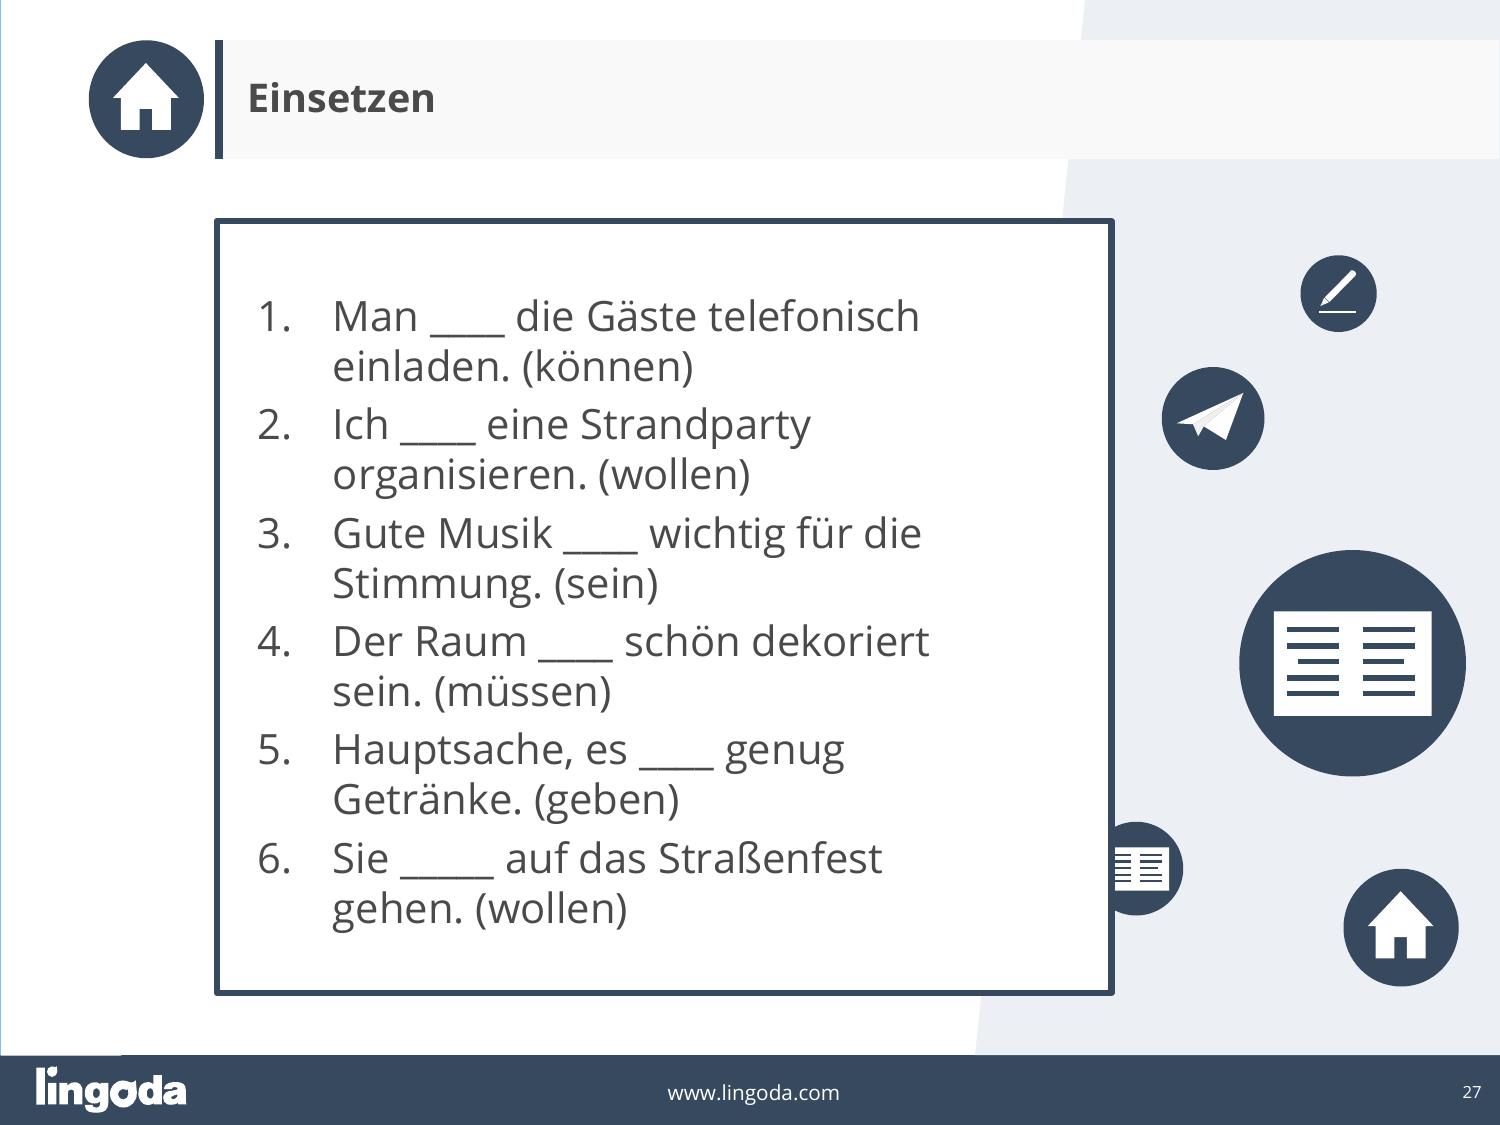 Einsetzen
1. Man ____ die Gäste telefonisch
einladen. (können)
2. Ich ____ eine Strandparty
organisieren. (wollen)
3. Gute Musik ____ wichtig für die
Stimmung. (sein)
4. Der Raum ____ schön dekoriert
sein. (müssen)
5. Hauptsache, es ____ genug
Getränke. (geben)
6. Sie _____ auf das Straßenfest
gehen. (wollen)
lingoda
www.lingoda.com
27